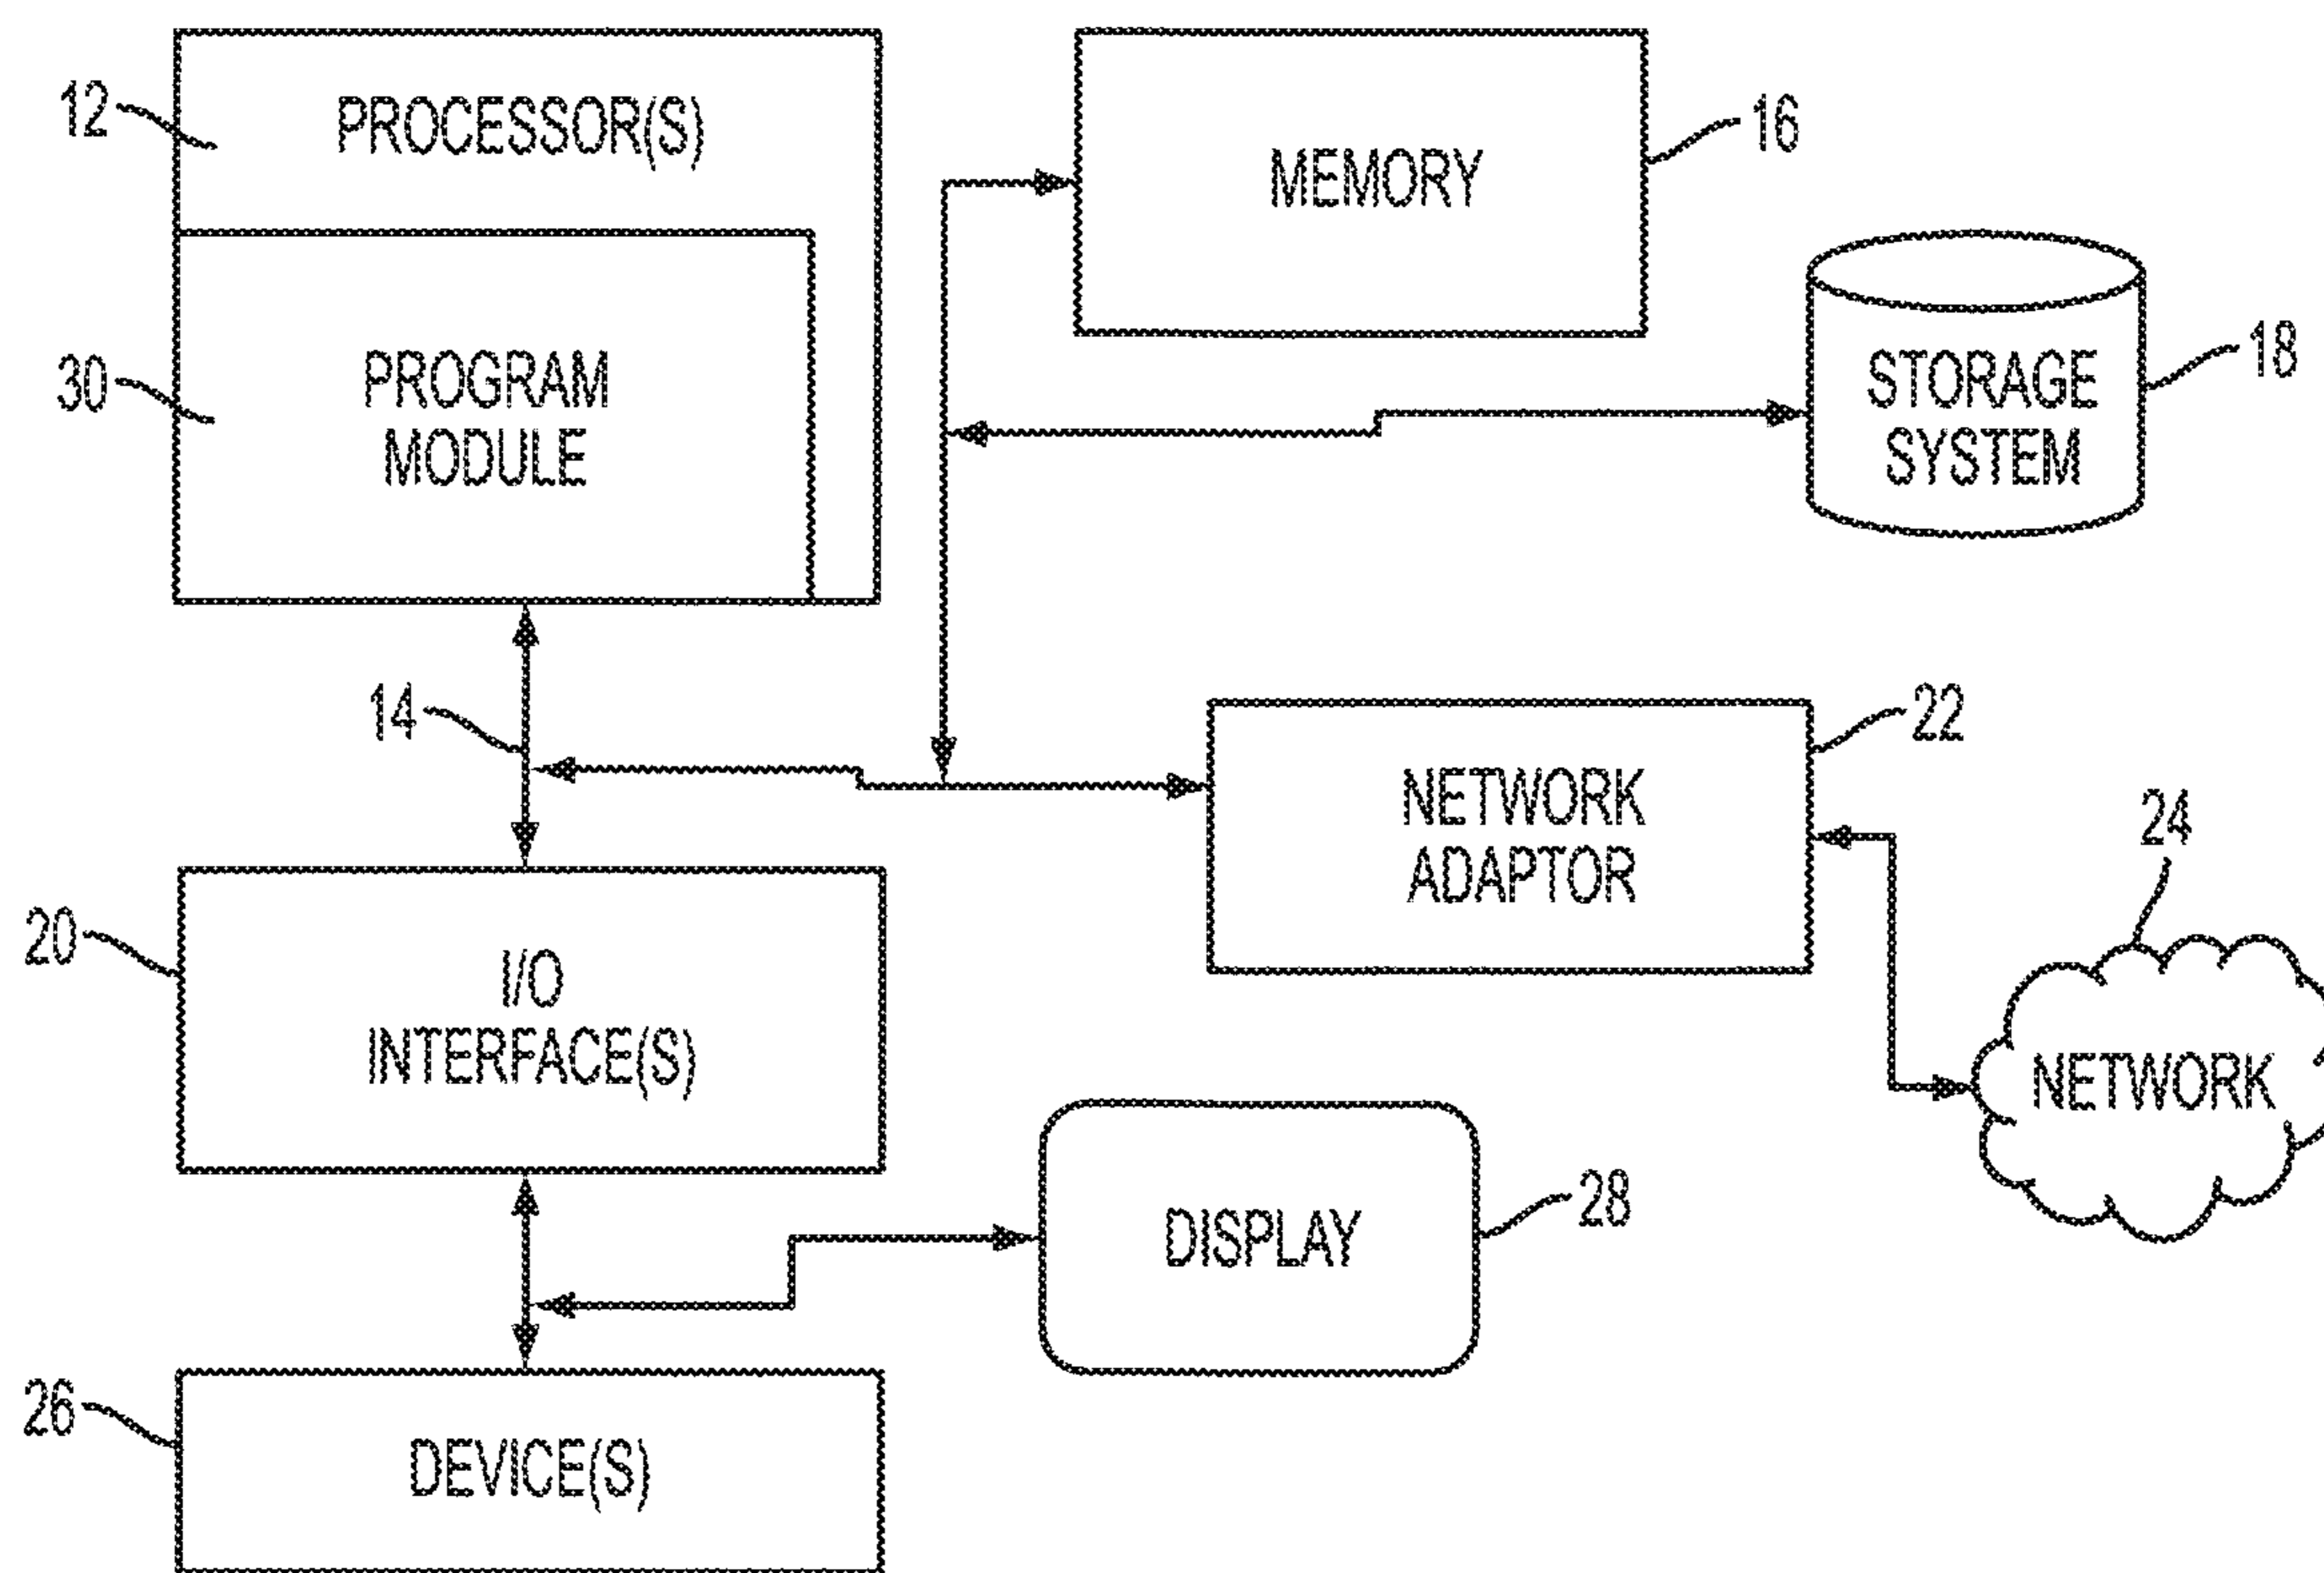 12
PROCESSOR(S)
MEMORY
16
30
PROGRAM
MODULE
STORAGE
SYSTEM
18
14
NETWORK
ADAPTOR
22
24
NETWORK
20
I/O
INTERFACE(S)
DISPLAY
28
26
DEVICE(S)